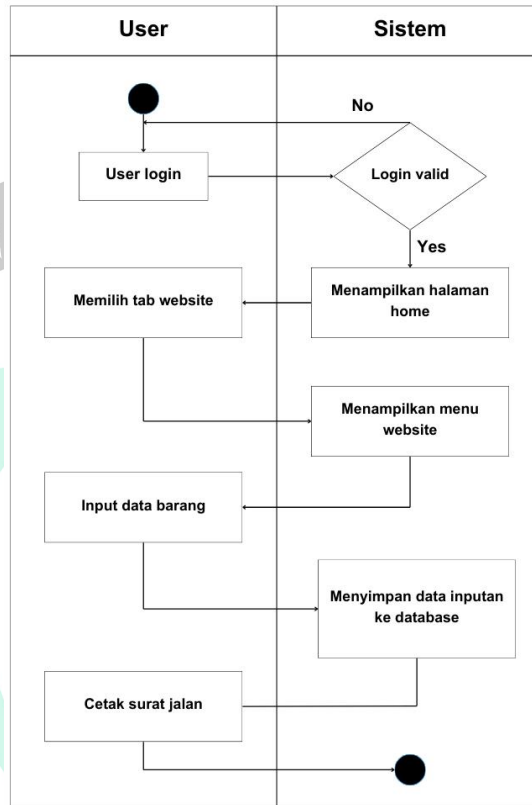 User
Sistem
No
User login
Login valid
Yes
Memilih tab website
Menampilkan halaman
home
Menampilkan menu
website
Input data barang
Menyimpan data inputan
ke database
Cetak surat jalan